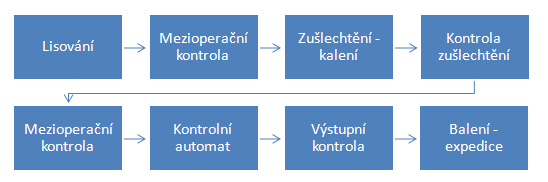 Lisování
Mezioperační
kontrola
Zušlechtění -
kalení
Kontrola
zušlechtění
Mezioperační
kontrola
Kontrolní
automat
Výstupní
kontrola
Balení -
expedice